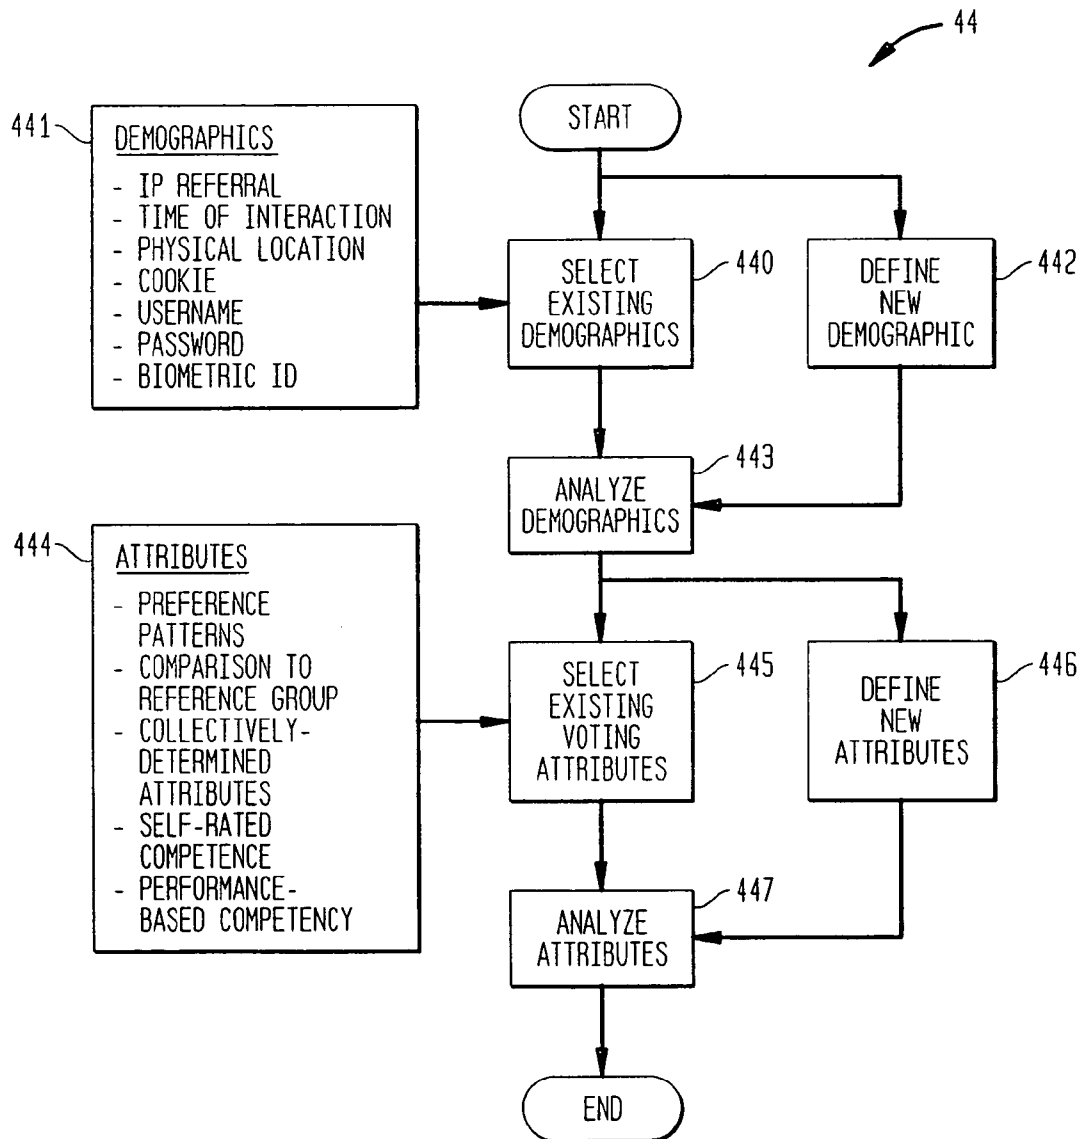 44
START
441
DEMOGRAPHICS
- IP REFERRAL
- TIME OF INTERACTION
- PHYSICAL LOCATION
- COOKIE
- USERNAME
- PASSWORD
- BIOMETRIC ID
SELECT
EXISTING
DEMOGRAPHICS
440
DEFINE
NEW
DEMOGRAPHIC
442
ANALYZE
DEMOGRAPHICS
443
444
ATTRIBUTES
- PREFERENCE
PATTERNS
- COMPARISON TO
REFERENCE GROUP
- COLLECTIVELY-
DETERMINED
ATTRIBUTES
- SELF-RATED
COMPETENCE
- PERFORMANCE-
BASED COMPETENCY
SELECT
EXISTING
VOTING
ATTRIBUTES
445
DEFINE
NEW
ATTRIBUTES
446
ANALYZE
ATTRIBUTES
447
END